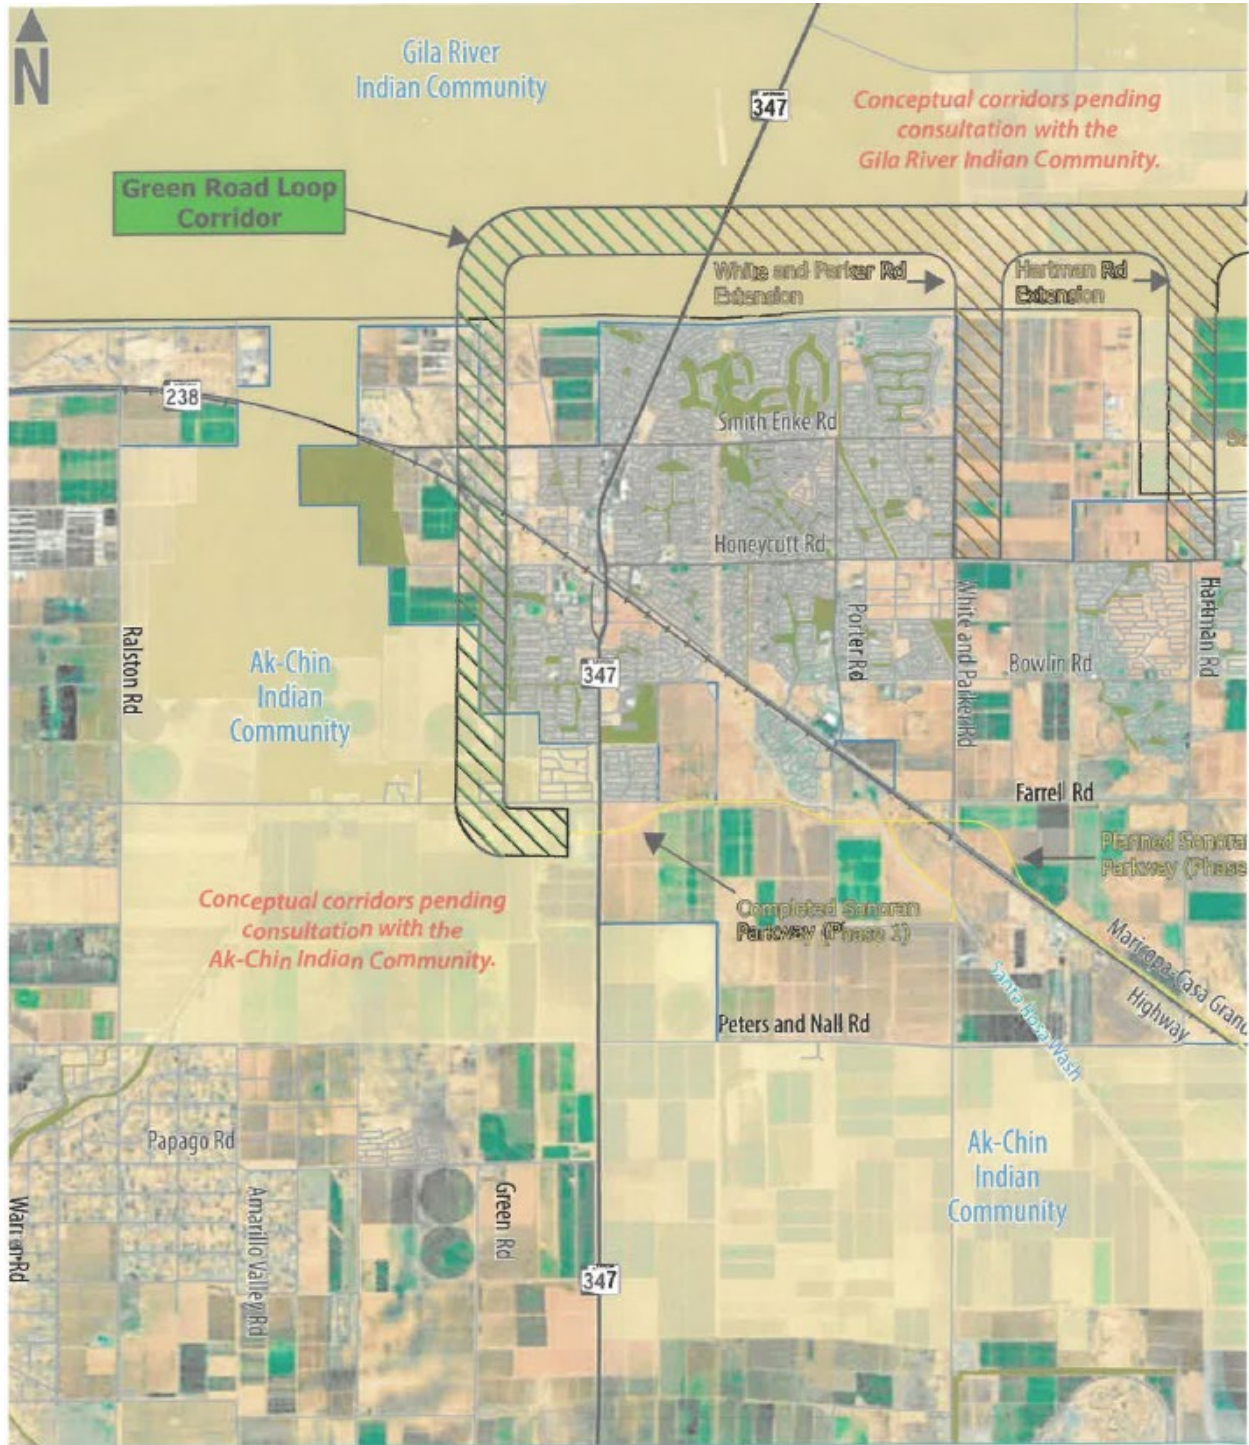 N
Gila River
Indian Community
347
Conceptual corridors pending
consultation with the
Gila River Indian Community.
Green Road Loop
Corridor
White and Parker Rd
Extension
Hartman Rd
Extension
238
Smith Enke Rd
Honeycutt Rd
Ralston Rd
Ak-Chin
Indian
Community
347
Porter Rd
White and Parker Rd
Bowlin Rd
Hartman Rd
Farrell Rd
Planned Sonoran
Parkway (Phase
Conceptual corridors pending
consultation with the
Ak-Chin Indian Community.
Completed Sonoran
Parkway (Phase 1)
Maricopa-Casa Grand
Highway
Santa Rosa Wash
Peters and Nall Rd
Papago Rd
Ak-Chin
Indian
Community
Warren Rd
Amarillo Valley Rd
Green Rd
347